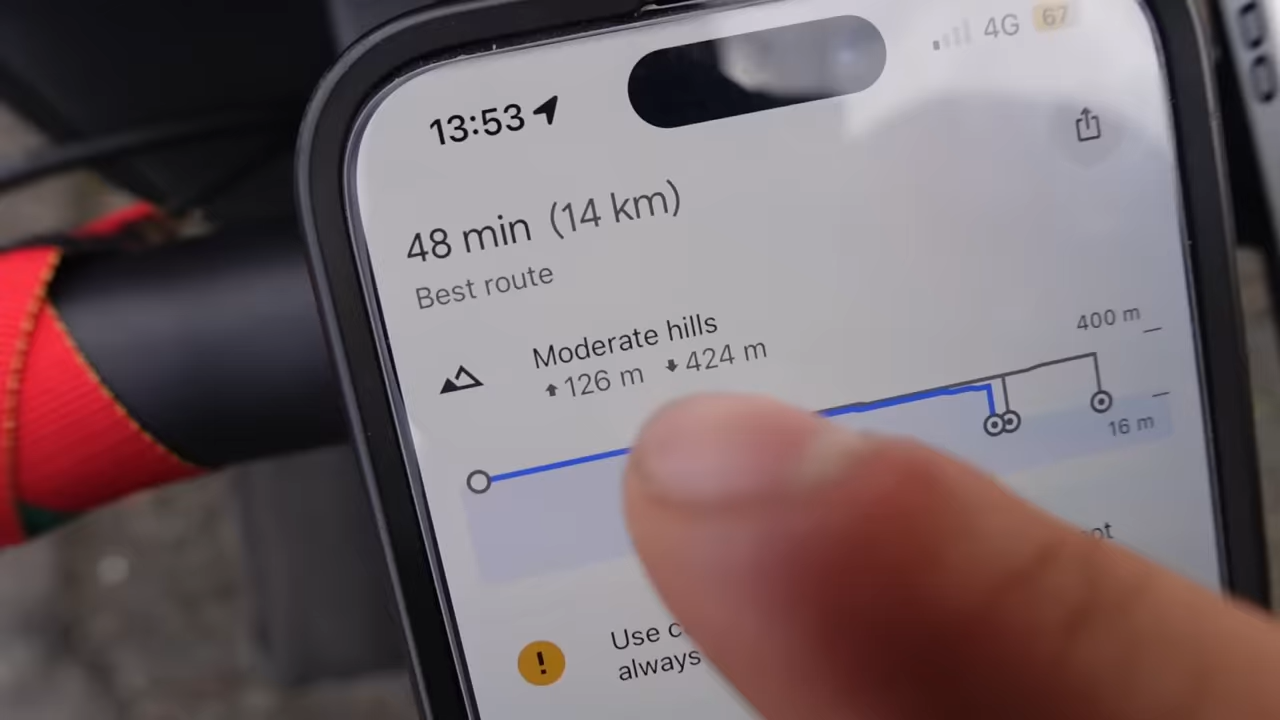 13:53
4G 67
48 min (14 km)
Best route
Moderate hills
126 m 424 m
400 m
16 m
Use
always